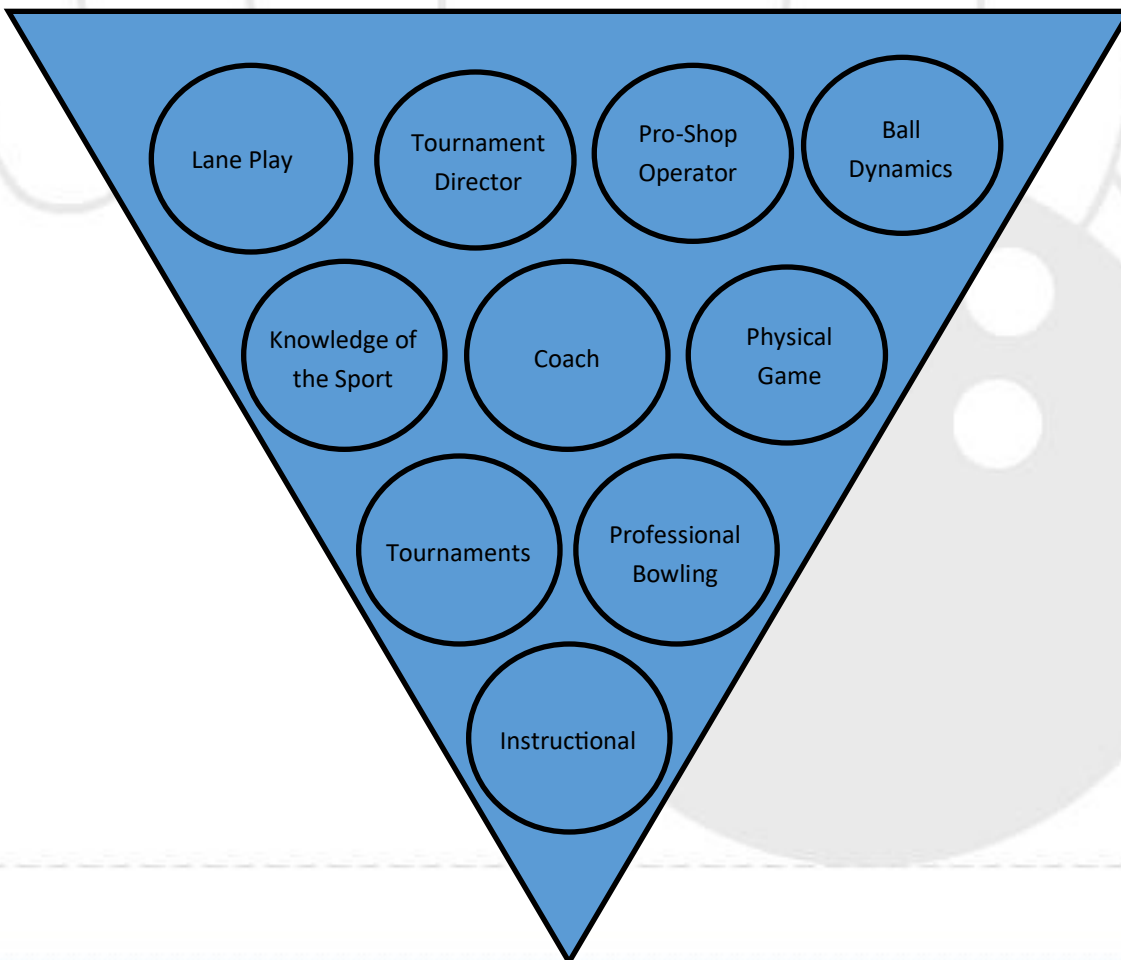 Lane Play
Tournament
Director
Pro-Shop
Operator
Ball
Dynamics
Knowledge of
the Sport
Coach
Physical
Game
Tournaments
Professional
Bowling
Instructional